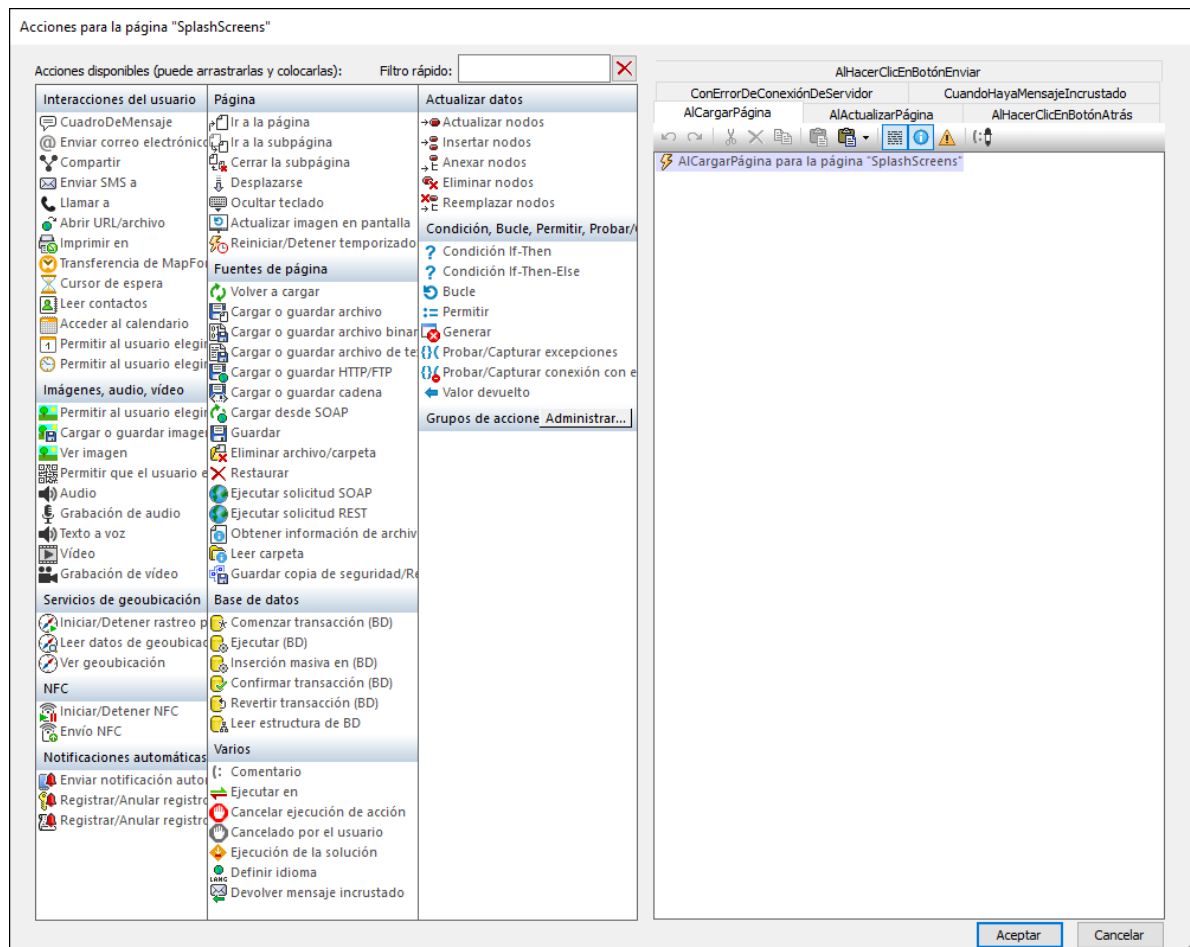 Acciones para la página "SplashScreens"
Acciones disponibles (puede arrastrarlas y colocarlas):
Filtro rápido:
Interacciones del usuario
CuadroDeMensaje
Enviar correo electrónico
Compartir
Enviar SMS a
Llamar a
Abrir URL/archivo
Imprimir en
Transferencia de MapFor
Cursor de espera
Leer contactos
Acceder al calendario
Permitir al usuario elegir
Permitir al usuario elegir
Imágenes, audio, vídeo
Permitir al usuario elegir
Cargar o guardar imagen
Ver imagen
Permitir que el usuario e
Audio
Grabación de audio
Texto a voz
Vídeo
Grabación de vídeo
Servicios de geoubicación
Iniciar/Detener rastreo p
Leer datos de geoubicac
Ver geoubicación
NFC
Iniciar/Detener NFC
Envío NFC
Notificaciones automáticas
Enviar notificación autor
Registrar/Anular registro
Registrar/Anular registro
Página
Ir a la página
Ir a la subpágina
Cerrar la subpágina
Desplazarse
Ocultar teclado
Actualizar imagen en pantalla
Reiniciar/Detener temporizado
Fuentes de página
Volver a cargar
Cargar o guardar archivo
Cargar o guardar archivo binar
Cargar o guardar archivo de te
Cargar o guardar HTTP/FTP
Cargar o guardar cadena
Cargar desde SOAP
Guardar
Eliminar archivo/carpeta
Restaurar
Ejecutar solicitud SOAP
Ejecutar solicitud REST
Obtener información de archiv
Leer carpeta
Guardar copia de seguridad/Re
Base de datos
Comenzar transacción (BD)
Ejecutar (BD)
Inserción masiva en (BD)
Confirmar transacción (BD)
Revertir transacción (BD)
Leer estructura de BD
Varios
(: Comentario
Ejecutar en
Cancelar ejecución de acción
Cancelado por el usuario
Ejecución de la solución
LANG Definir idioma
Devolver mensaje incrustado
Actualizar datos
Actualizar nodos
Insertar nodos
Anexar nodos
Eliminar nodos
Reemplazar nodos
Condición, Bucle, Permitir, Probar/
? Condición If-Then
? Condición If-Then-Else
Bucle
Permitir
Generar
Probar/Capturar excepciones
Probar/Capturar conexión con e
Valor devuelto
Grupos de accione Administrar...
AlHacerClicEnBotónEnviar
ConErrorDeConexiónDeServidor CuandoHayaMensajeIncrustado
AlCargarPágina AlActualizarPágina AlHacerClicEnBotónAtrás
AlCargarPágina para la página "SplashScreens"
Aceptar Cancelar